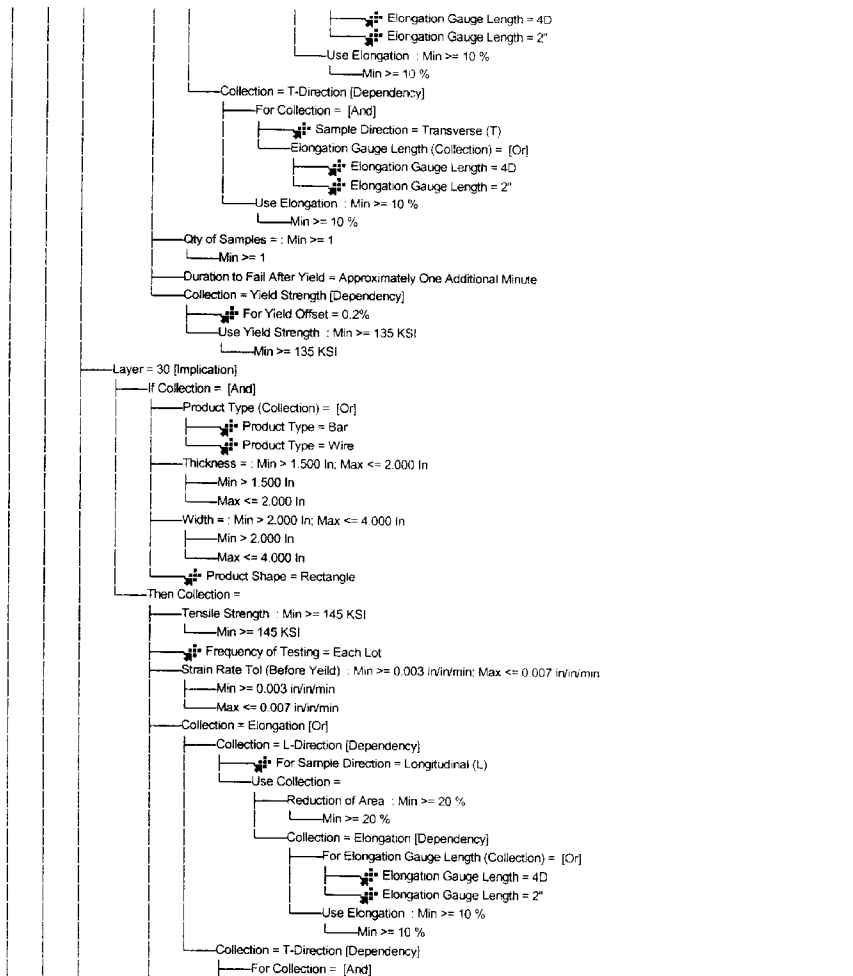 Elongation Gauge Length = 4D
Elongation Gauge Length = 2"
Use Elongation : Min >= 10 %
Min >= 10 %
Collection = T-Direction [Dependency]
For Collection = [And]
Sample Direction = Transverse (T)
Elongation Gauge Length (Collection) = [Or]
Elongation Gauge Length = 4D
Elongation Gauge Length = 2"
Use Elongation : Min >= 10 %
Min >= 10 %
Qty of Samples = : Min >= 1
Min >= 1
Duration to Fail After Yield = Approximately One Additional Minute
Collection = Yield Strength [Dependency]
For Yield Offset = 0.2%
Use Yield Strength : Min >= 135 KSI
Min >= 135 KSI
Layer = 30 [Implication]
If Collection = [And]
Product Type (Collection) = [Or]
Product Type = Bar
Product Type = Wire
Thickness = : Min > 1.500 In; Max <= 2.000 In
Min > 1.500 In
Max <= 2.000 In
Width = : Min > 2.000 In; Max <= 4.000 In
Min > 2.000 In
Max <= 4.000 In
Product Shape = Rectangle
Then Collection =
Tensile Strength : Min >= 145 KSI
Min >= 145 KSI
Frequency of Testing = Each Lot
Strain Rate Tol (Before Yeild) : Min >= 0.003 in/in/min; Max <= 0.007 in/in/min
Min >= 0.003 in/in/min
Max <= 0.007 in/in/min
Collection = Elongation [Or]
Collection = L-Direction [Dependency]
For Sample Direction = Longitudinal (L)
Use Collection =
Reduction of Area : Min >= 20 %
Min >= 20 %
Collection = Elongation [Dependency]
For Elongation Gauge Length (Collection) = [Or]
Elongation Gauge Length = 4D
Elongation Gauge Length = 2"
Use Elongation : Min >= 10 %
Min >= 10 %
Collection = T-Direction [Dependency]
For Collection = [And]